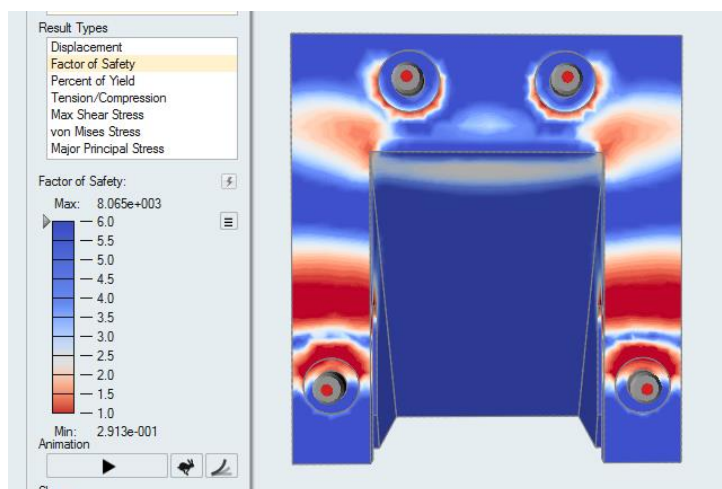 Result Types
Displacement
Factor of Safety
Percent of Yield
Tension/Compression
Max Shear Stress
von Mises Stress
Major Principal Stress
Factor of Safety:
Max: 8.065e+003
6.0
5.5
5.0
4.5
4.0
3.5
3.0
2.5
2.0
1.5
1.0
Min: 2.913e-001
Animation